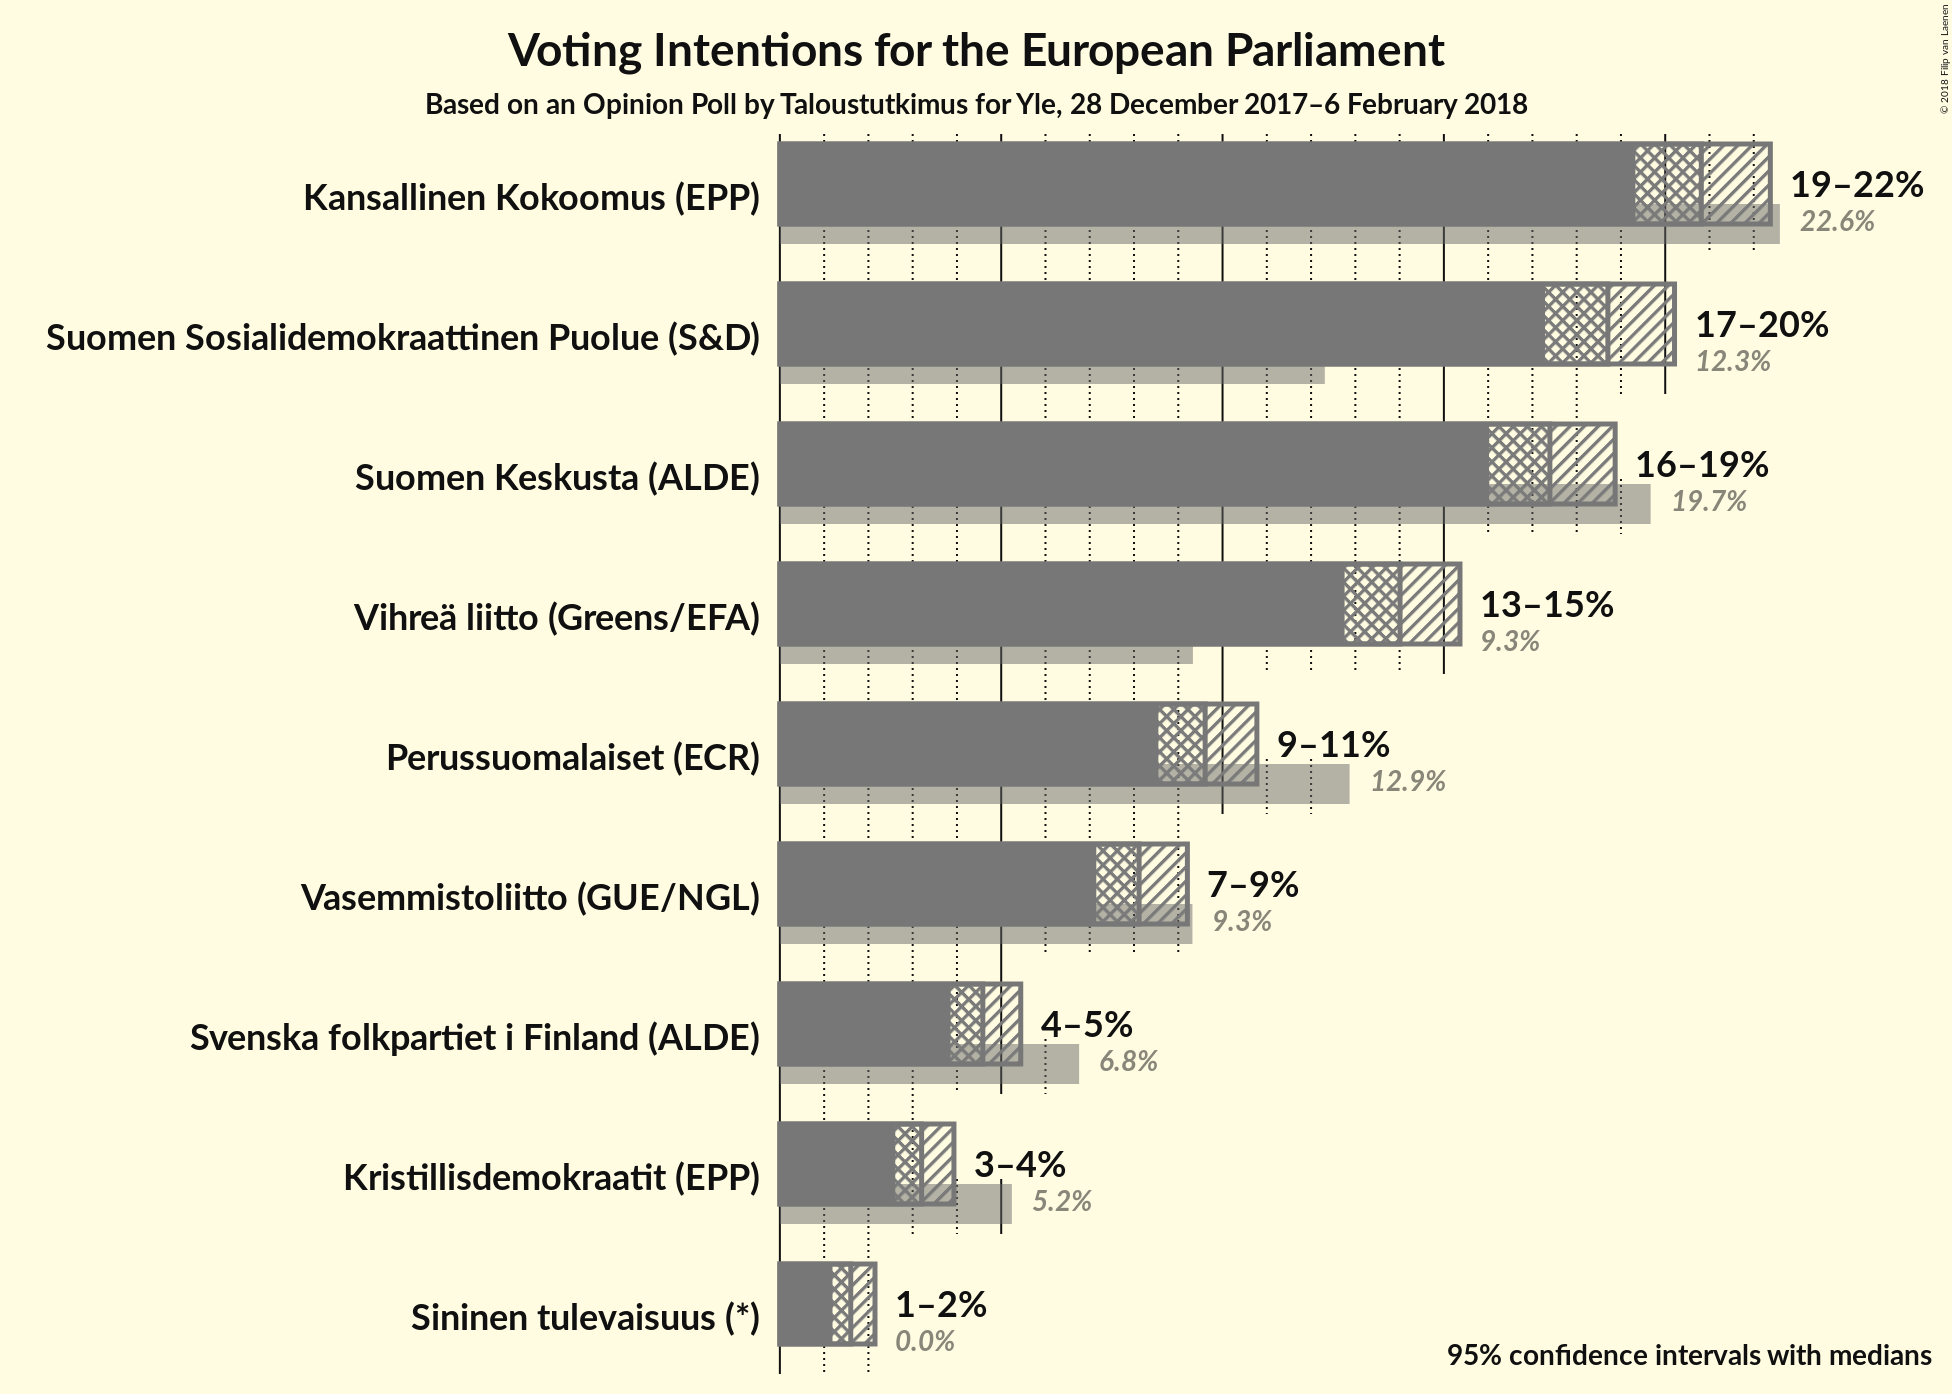 Voting Intentions for the European Parliament
Based on an Opinion Poll by Taloustutkimus for Yle, 28 December 2017–6 February 2018
© 2018 Filip van Laenen
Kansallinen Kokoomus (EPP)
19–22%
22.6%
Suomen Sosialidemokraattinen Puolue (S&D)
17–20%
12.3%
Suomen Keskusta (ALDE)
16–19%
19.7%
Vihreä liitto (Greens/EFA)
13–15%
9.3%
Perussuomalaiset (ECR)
9–11%
12.9%
Vasemmistoliitto (GUE/NGL)
7–9%
9.3%
Svenska folkpartiet i Finland (ALDE)
4–5%
6.8%
Kristillisdemokraatit (EPP)
3–4%
5.2%
Sininen tulevaisuus (*)
1–2%
0.0%
95% confidence intervals with medians